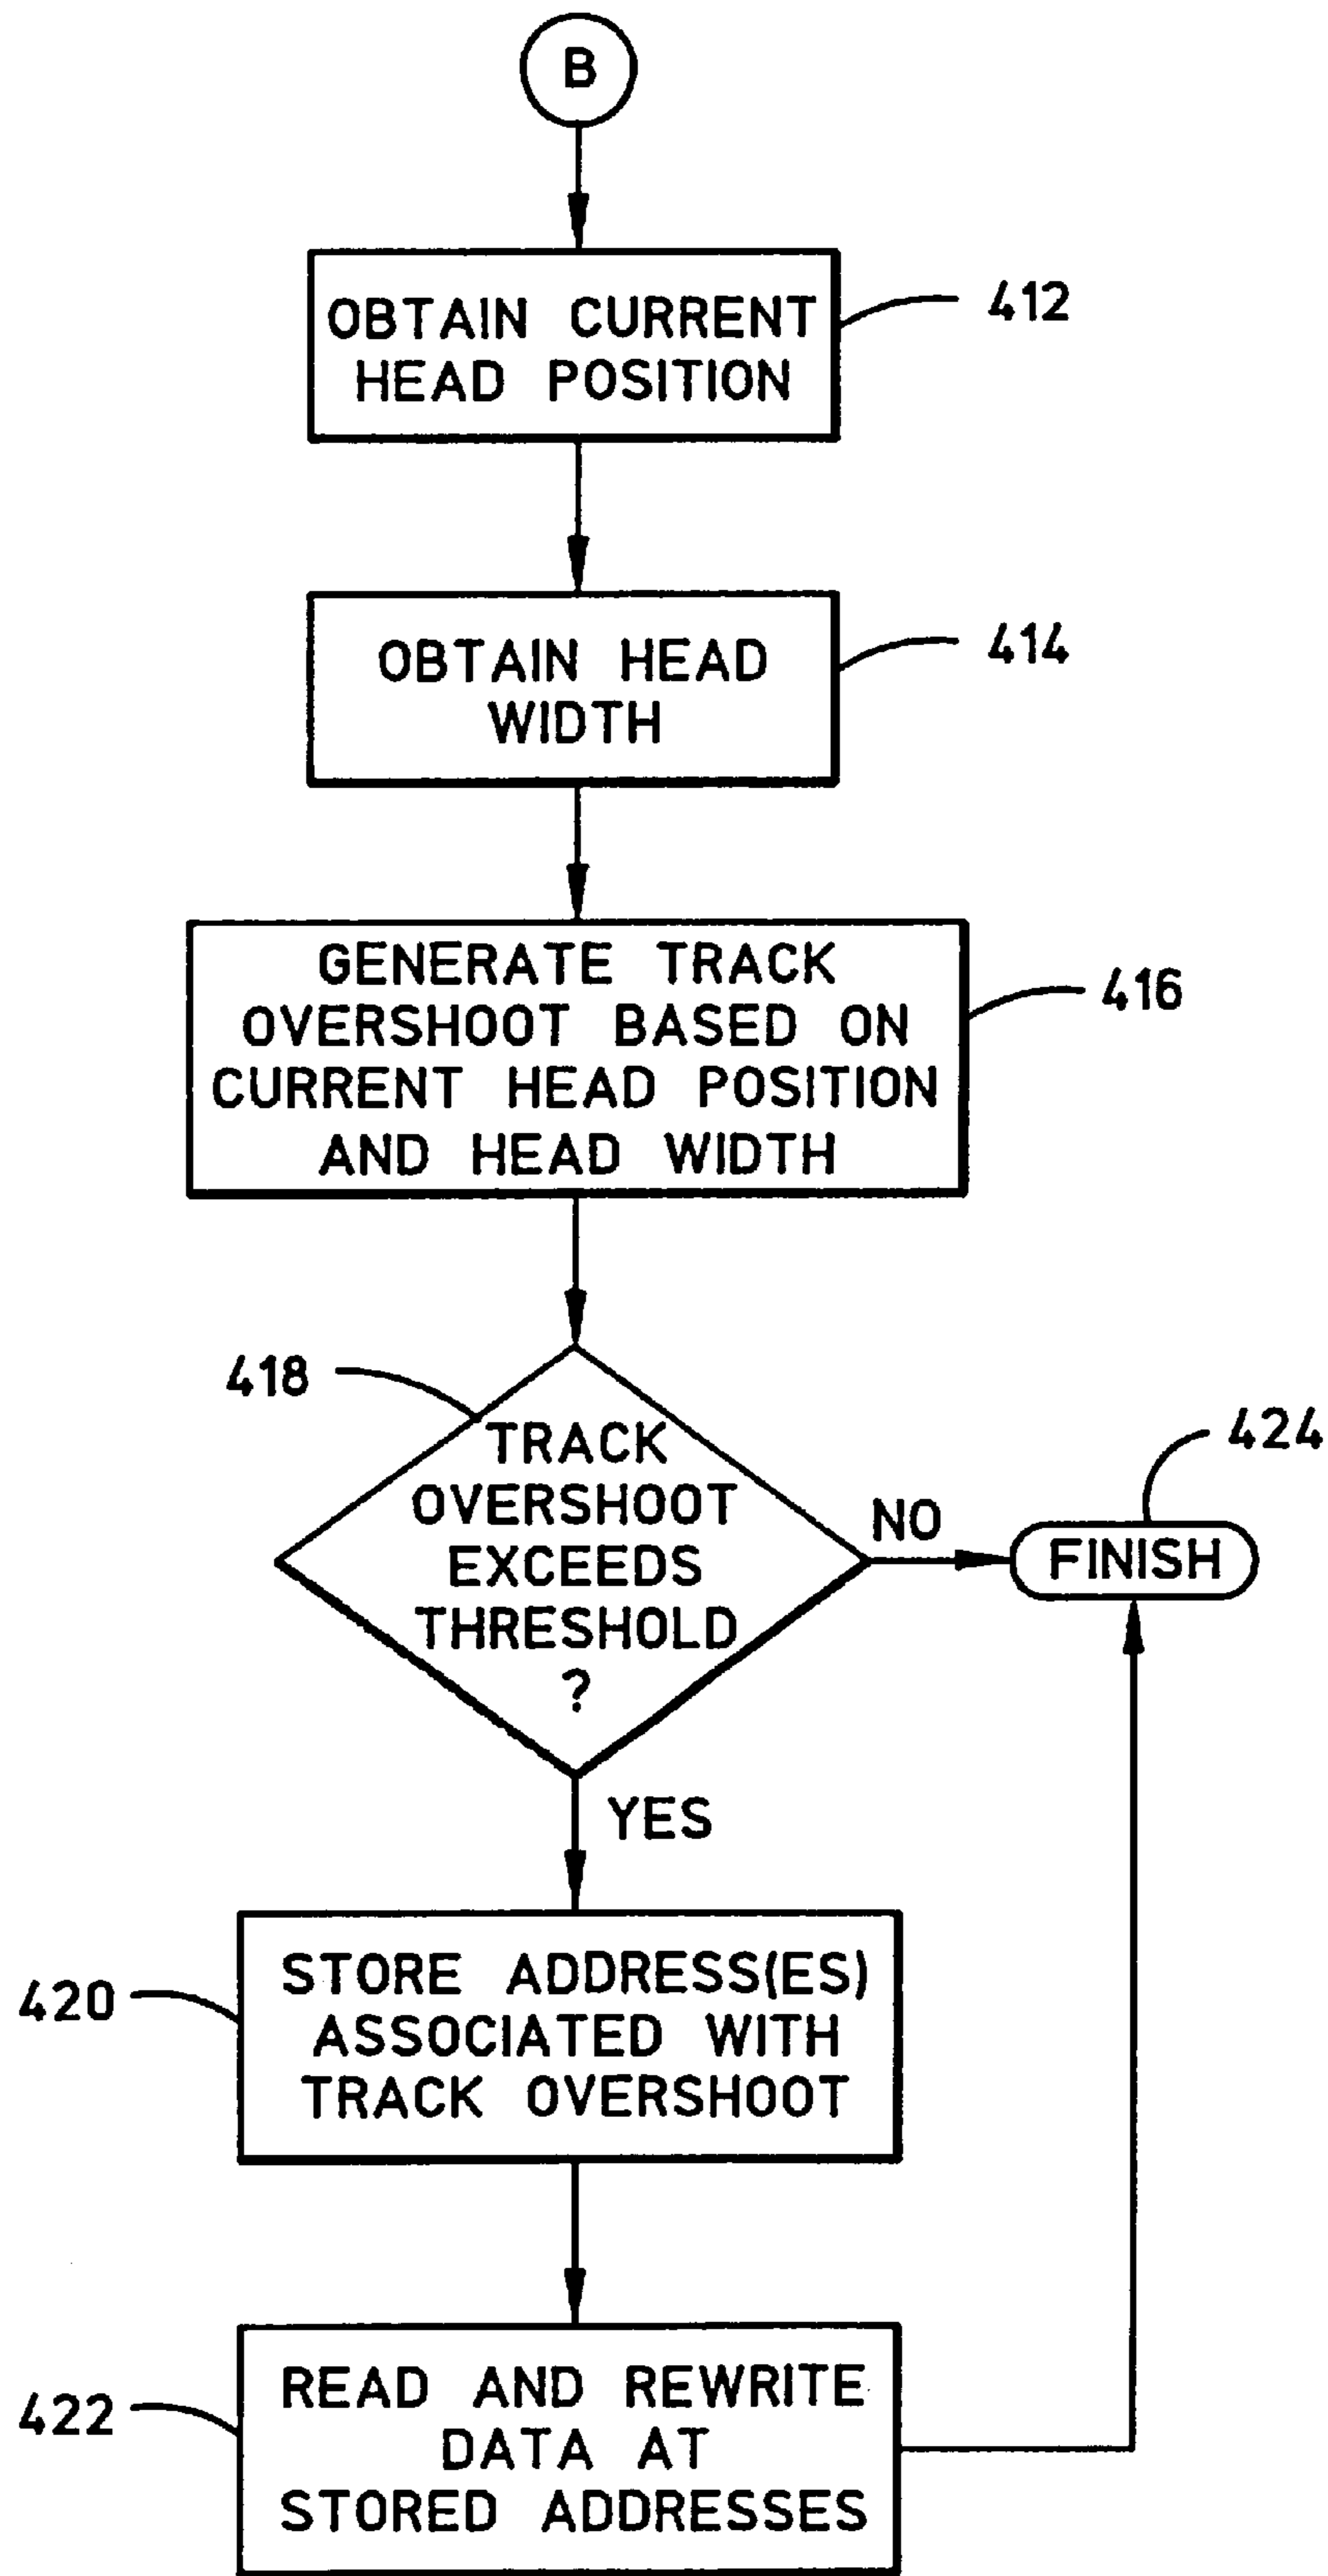 B
OBTAIN CURRENT
HEAD POSITION
412
OBTAIN HEAD
WIDTH
414
GENERATE TRACK
OVERSHOOT BASED ON
CURRENT HEAD POSITION
AND HEAD WIDTH
416
418
TRACK
OVERSHOOT
EXCEEDS
THRESHOLD
?
NO
424
FINISH
YES
420
STORE ADDRESS(ES)
ASSOCIATED WITH
TRACK OVERSHOOT
422
READ AND REWRITE
DATA AT
STORED ADDRESSES